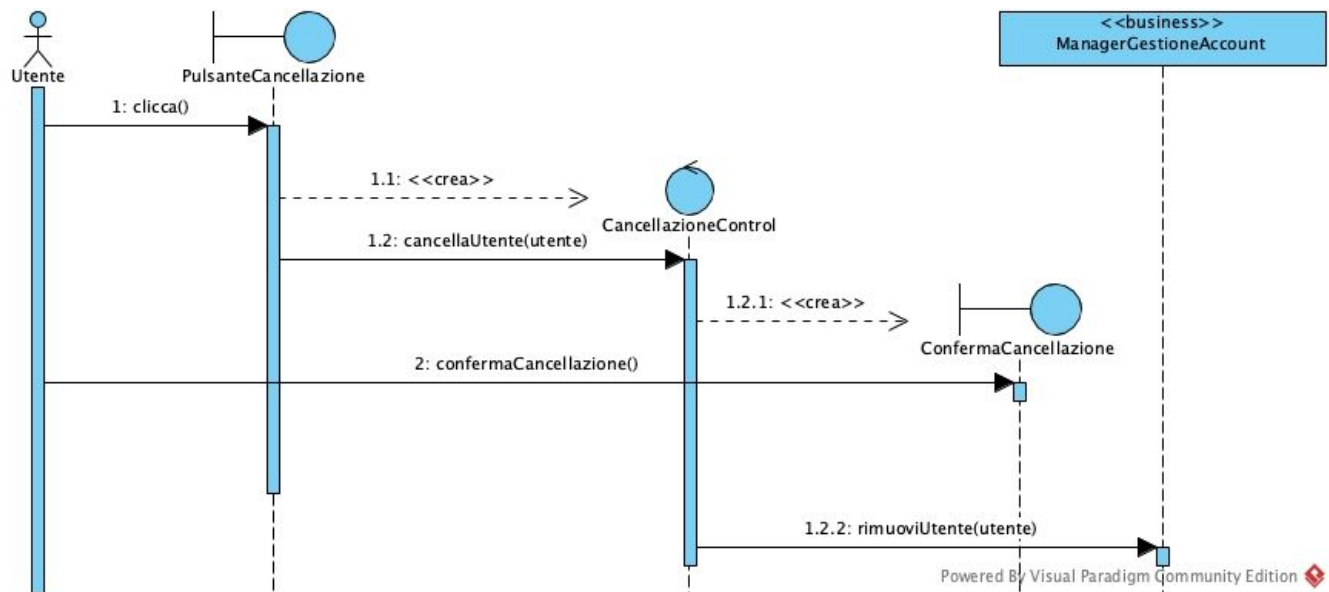 Utente
PulsanteCancellazione
<<business>>
ManagerGestioneAccount
1: clicca()
1.1: <<crea>>
CancellazioneControl
1.2: cancellaUtente(utente)
1.2.1: <<crea>>
ConfermaCancellazione
2: confermaCancellazione()
1.2.2: rimuoviUtente(utente)
Powered By Visual Paradigm Community Edition